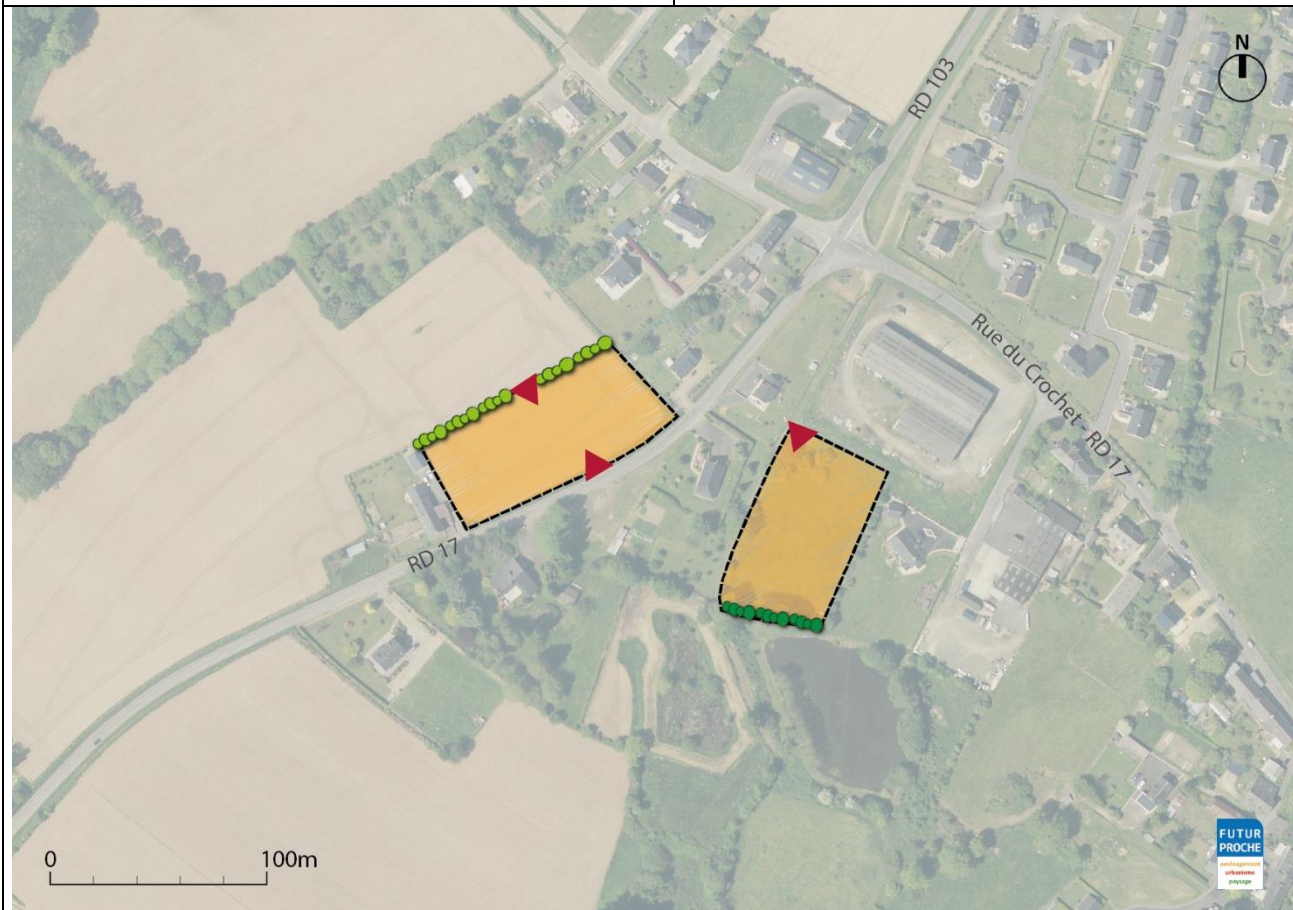 N
RD 103
Rue du Crochet - RD 17
RD 17
0 100m
FUTUR
PROCHE
aménagement
urbanisme
paysage